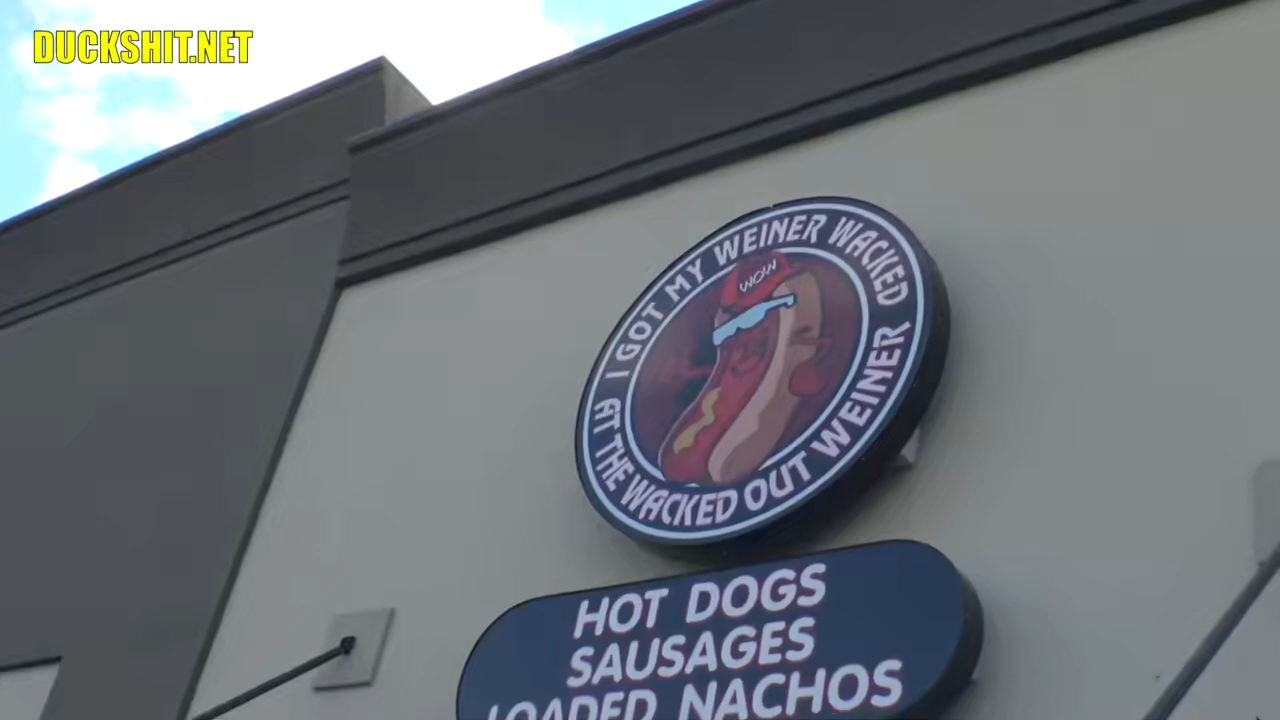 DUCKSHIT.NET
I GOT MY WEINER WACKED
AT THE WACKED OUT WEINER
WOW
HOT DOGS
SAUSAGES
LOADED NACHOS